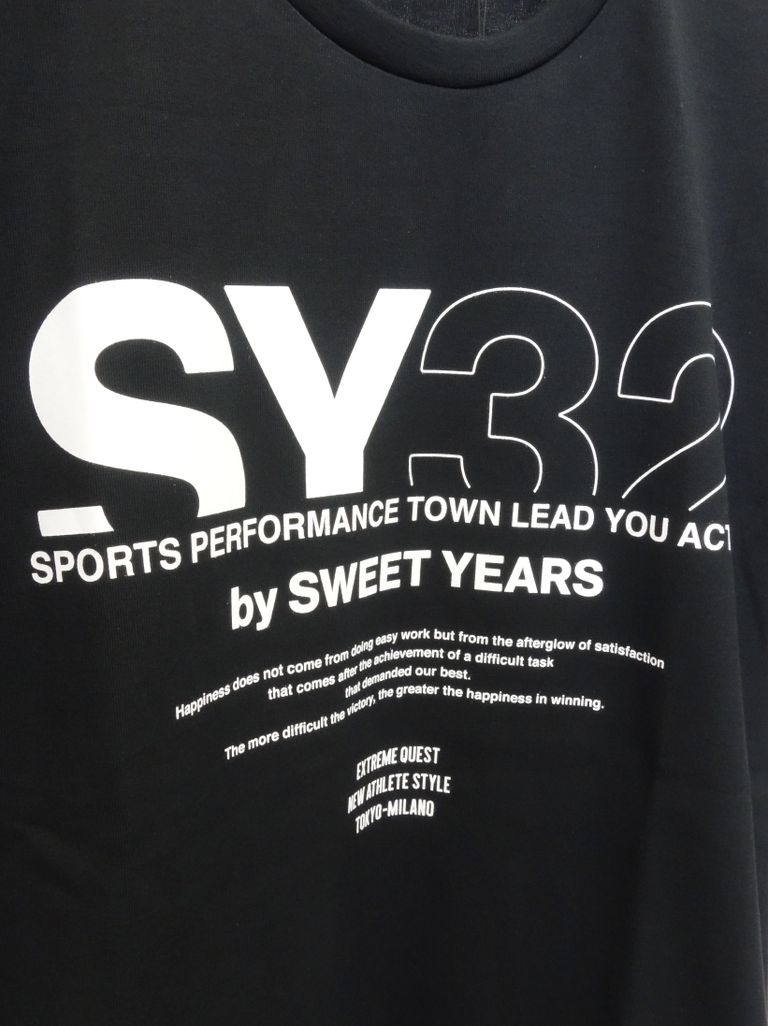 SY32
SPORTS PERFORMANCE TOWN LEAD YOU ACT
by SWEET YEARS
Happiness does not come from doing easy work but from the afterglow of satisfaction
that comes after the achievement of a difficult task
that demanded our best.
The more difficult the victory, the greater the happiness in winning.
EXTREME QUEST
NEW ATHLETE STYLE
TOKYO-MILANO